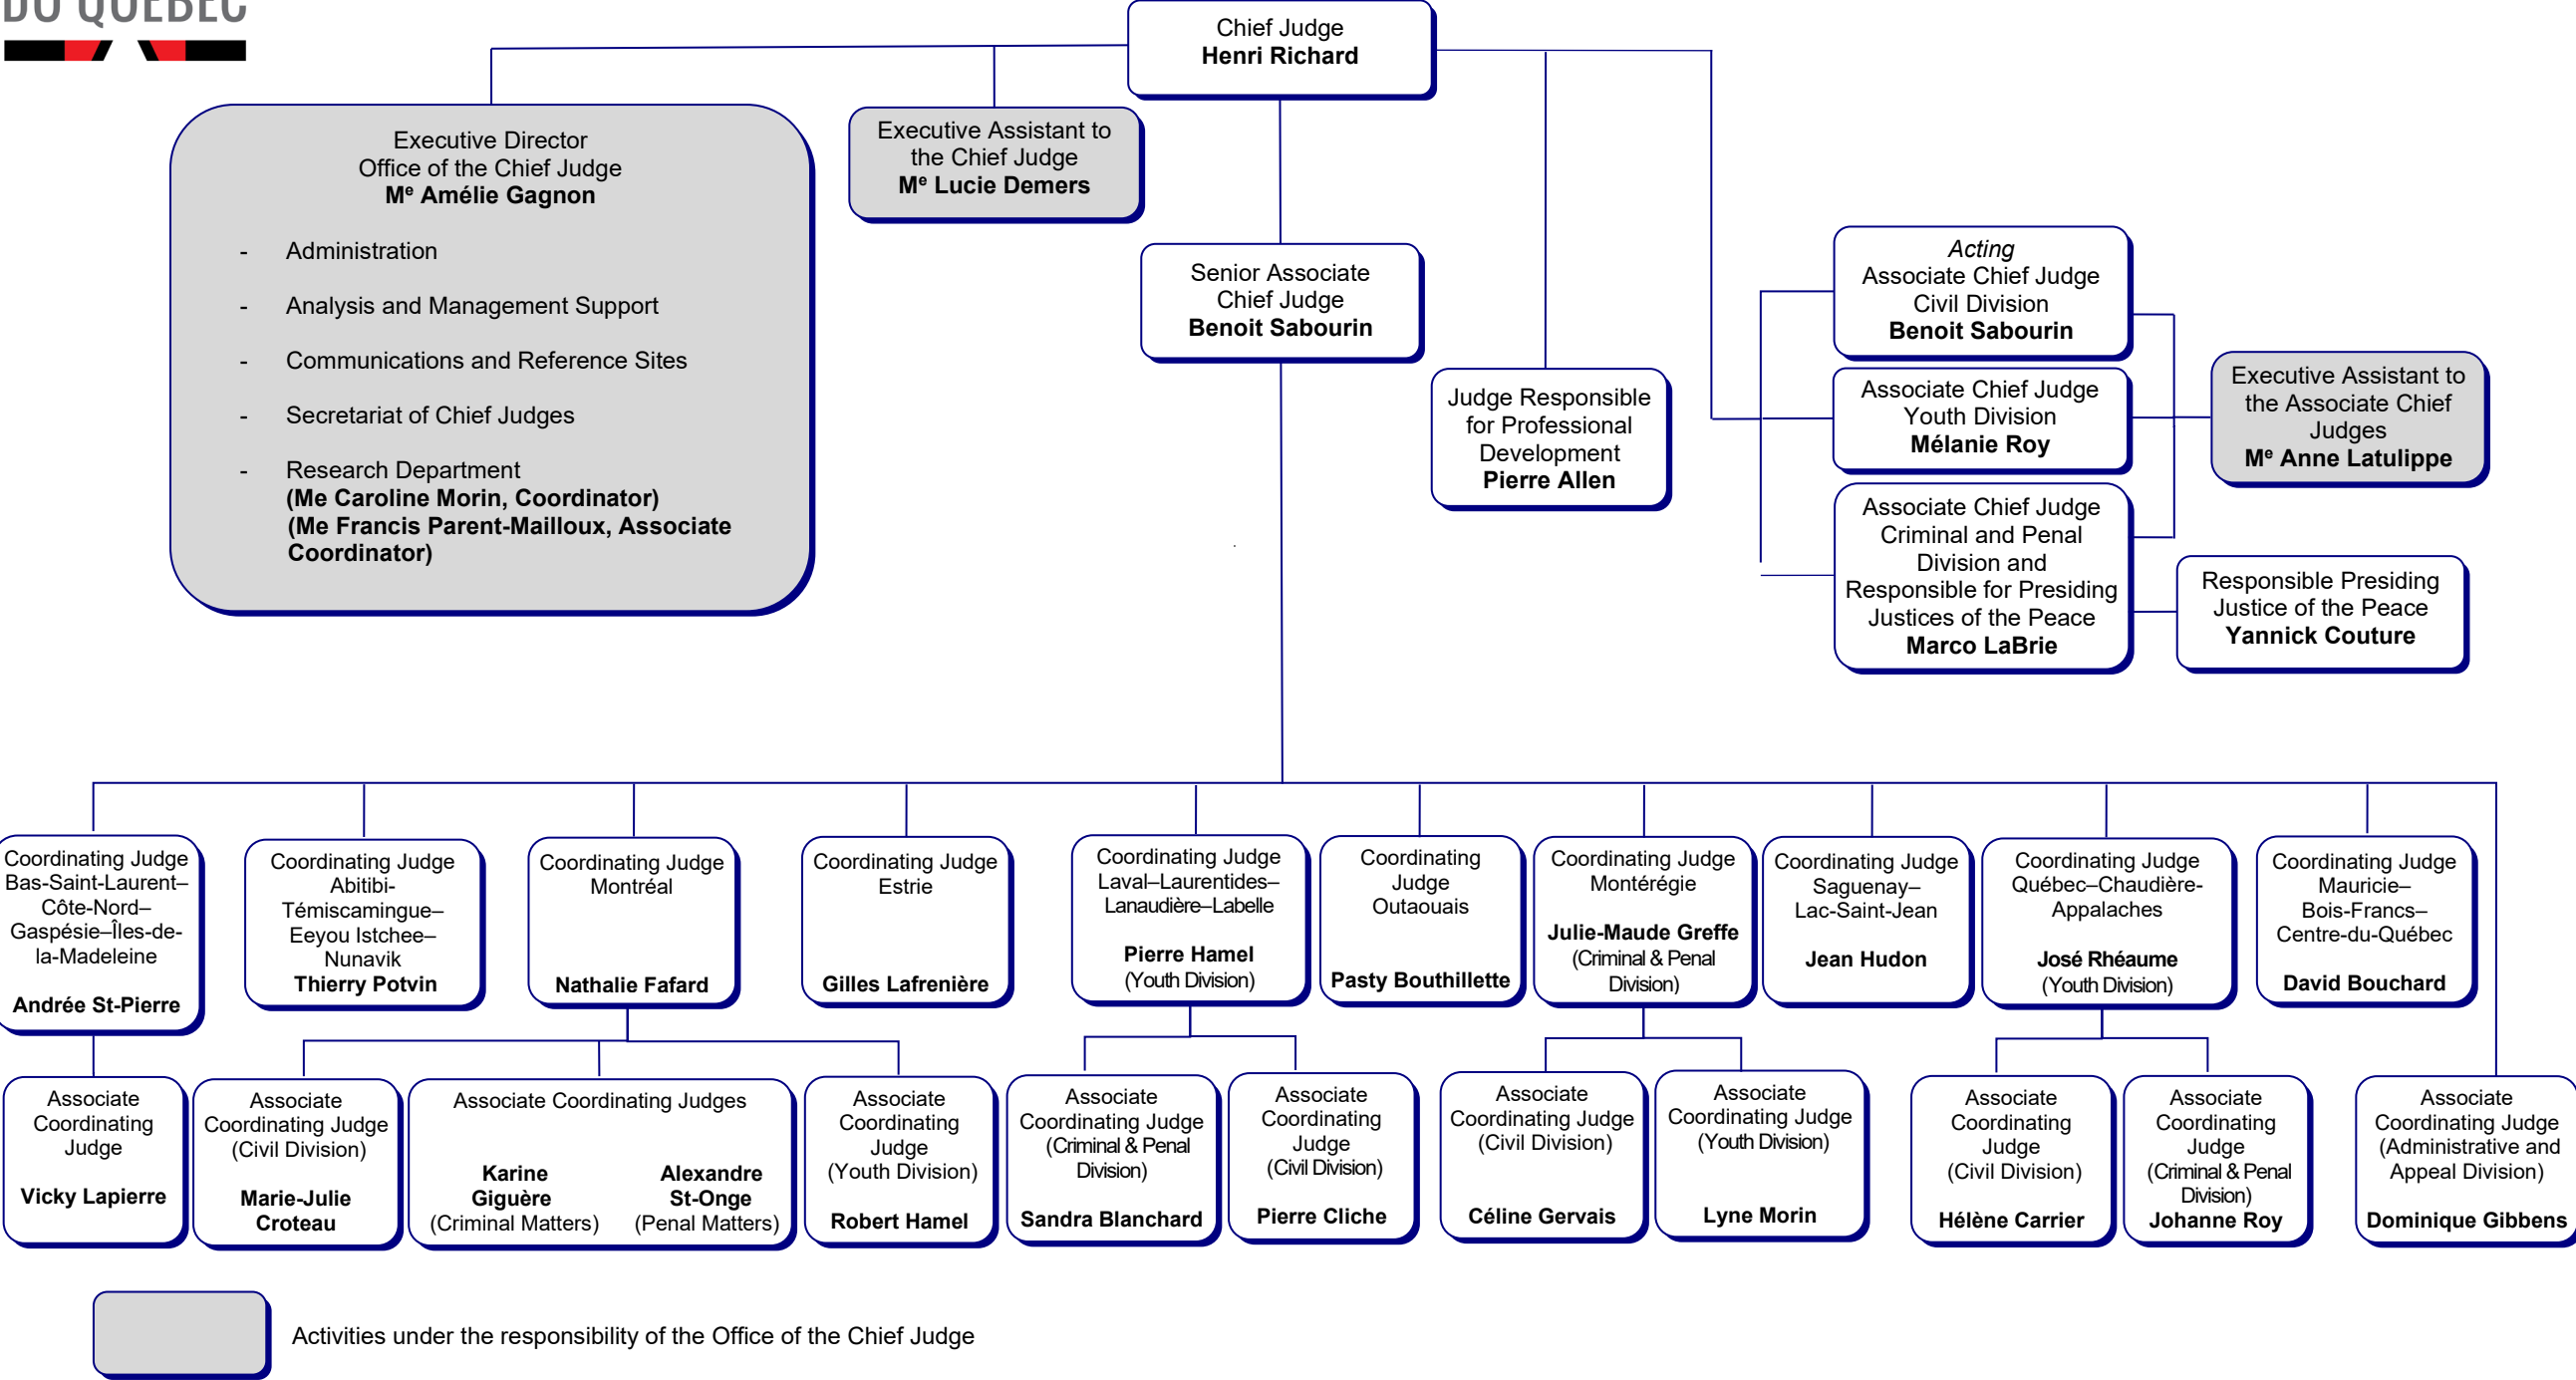 DU QUÉBEC
Chief Judge
Henri Richard
Executive Director
Office of the Chief Judge
Mᵉ Amélie Gagnon
- Administration
- Analysis and Management Support
- Communications and Reference Sites
- Secretariat of Chief Judges
- Research Department
(Me Caroline Morin, Coordinator)
(Me Francis Parent-Mailloux, Associate
Coordinator)
Executive Assistant to
the Chief Judge
Mᵉ Lucie Demers
Senior Associate
Chief Judge
Benoit Sabourin
Judge Responsible
for Professional
Development
Pierre Allen
Acting
Associate Chief Judge
Civil Division
Benoit Sabourin
Associate Chief Judge
Youth Division
Mélanie Roy
Associate Chief Judge
Criminal and Penal
Division and
Responsible for Presiding
Justices of the Peace
Marco LaBrie
Executive Assistant to
the Associate Chief
Judges
Mᵉ Anne Latulippe
Responsible Presiding
Justice of the Peace
Yannick Couture
Coordinating Judge
Bas-Saint-Laurent–
Côte-Nord–
Gaspésie–Îles-de-
la-Madeleine
Andrée St-Pierre
Coordinating Judge
Abitibi-
Témiscamingue–
Eeyou Istchee–
Nunavik
Thierry Potvin
Coordinating Judge
Montréal
Nathalie Fafard
Coordinating Judge
Estrie
Gilles Lafrenière
Coordinating Judge
Laval–Laurentides–
Lanaudière–Labelle
Pierre Hamel
(Youth Division)
Coordinating
Judge
Outaouais
Pasty Bouthillette
Coordinating Judge
Montérégie
Julie-Maude Greffe
(Criminal & Penal
Division)
Coordinating Judge
Saguenay–
Lac-Saint-Jean
Jean Hudon
Coordinating Judge
Québec–Chaudière-
Appalaches
José Rhéaume
(Youth Division)
Coordinating Judge
Mauricie–
Bois-Francs–
Centre-du-Québec
David Bouchard
Associate
Coordinating
Judge
Vicky Lapierre
Associate
Coordinating Judge
(Civil Division)
Marie-Julie
Croteau
Associate Coordinating Judges
Karine
Giguère
(Criminal Matters)
Alexandre
St-Onge
(Penal Matters)
Associate
Coordinating
Judge
(Youth Division)
Robert Hamel
Associate
Coordinating Judge
(Criminal & Penal
Division)
Sandra Blanchard
Associate
Coordinating
Judge
(Civil Division)
Pierre Cliche
Associate
Coordinating Judge
(Civil Division)
Céline Gervais
Associate
Coordinating Judge
(Youth Division)
Lyne Morin
Associate
Coordinating
Judge
(Civil Division)
Hélène Carrier
Associate
Coordinating
Judge
(Criminal & Penal
Division)
Johanne Roy
Associate
Coordinating Judge
(Administrative and
Appeal Division)
Dominique Gibbens
Activities under the responsibility of the Office of the Chief Judge